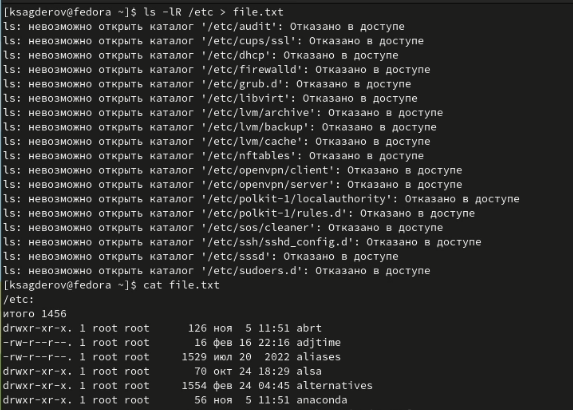 [ksagderov@fedora ~]$ ls -lR /etc > file.txt
ls: невозможно открыть каталог '/etc/audit': Отказано в доступе
ls: невозможно открыть каталог '/etc/cups/ssl': Отказано в доступе
ls: невозможно открыть каталог '/etc/dhcp': Отказано в доступе
ls: невозможно открыть каталог '/etc/firewalld': Отказано в доступе
ls: невозможно открыть каталог '/etc/grub.d': Отказано в доступе
ls: невозможно открыть каталог '/etc/libvirt': Отказано в доступе
ls: невозможно открыть каталог '/etc/lvm/archive': Отказано в доступе
ls: невозможно открыть каталог '/etc/lvm/backup': Отказано в доступе
ls: невозможно открыть каталог '/etc/lvm/cache': Отказано в доступе
ls: невозможно открыть каталог '/etc/nftables': Отказано в доступе
ls: невозможно открыть каталог '/etc/openvpn/client': Отказано в доступе
ls: невозможно открыть каталог '/etc/openvpn/server': Отказано в доступе
ls: невозможно открыть каталог '/etc/polkit-1/localauthority': Отказано в доступе
ls: невозможно открыть каталог '/etc/polkit-1/rules.d': Отказано в доступе
ls: невозможно открыть каталог '/etc/sos/cleaner': Отказано в доступе
ls: невозможно открыть каталог '/etc/ssh/sshd_config.d': Отказано в доступе
ls: невозможно открыть каталог '/etc/sssd': Отказано в доступе
ls: невозможно открыть каталог '/etc/sudoers.d': Отказано в доступе
[ksagderov@fedora ~]$ cat file.txt
/etc:
итого 1456
drwxr-xr-x. 1 root root      126 ноя  5 11:51 abrt
-rw-r--r--. 1 root root       16 фев 16 22:16 adjtime
-rw-r--r--. 1 root root     1529 июл 20  2022 aliases
drwxr-xr-x. 1 root root       70 окт 24 18:29 alsa
drwxr-xr-x. 1 root root     1554 фев 24 04:45 alternatives
drwxr-xr-x. 1 root root       56 ноя  5 11:51 anaconda